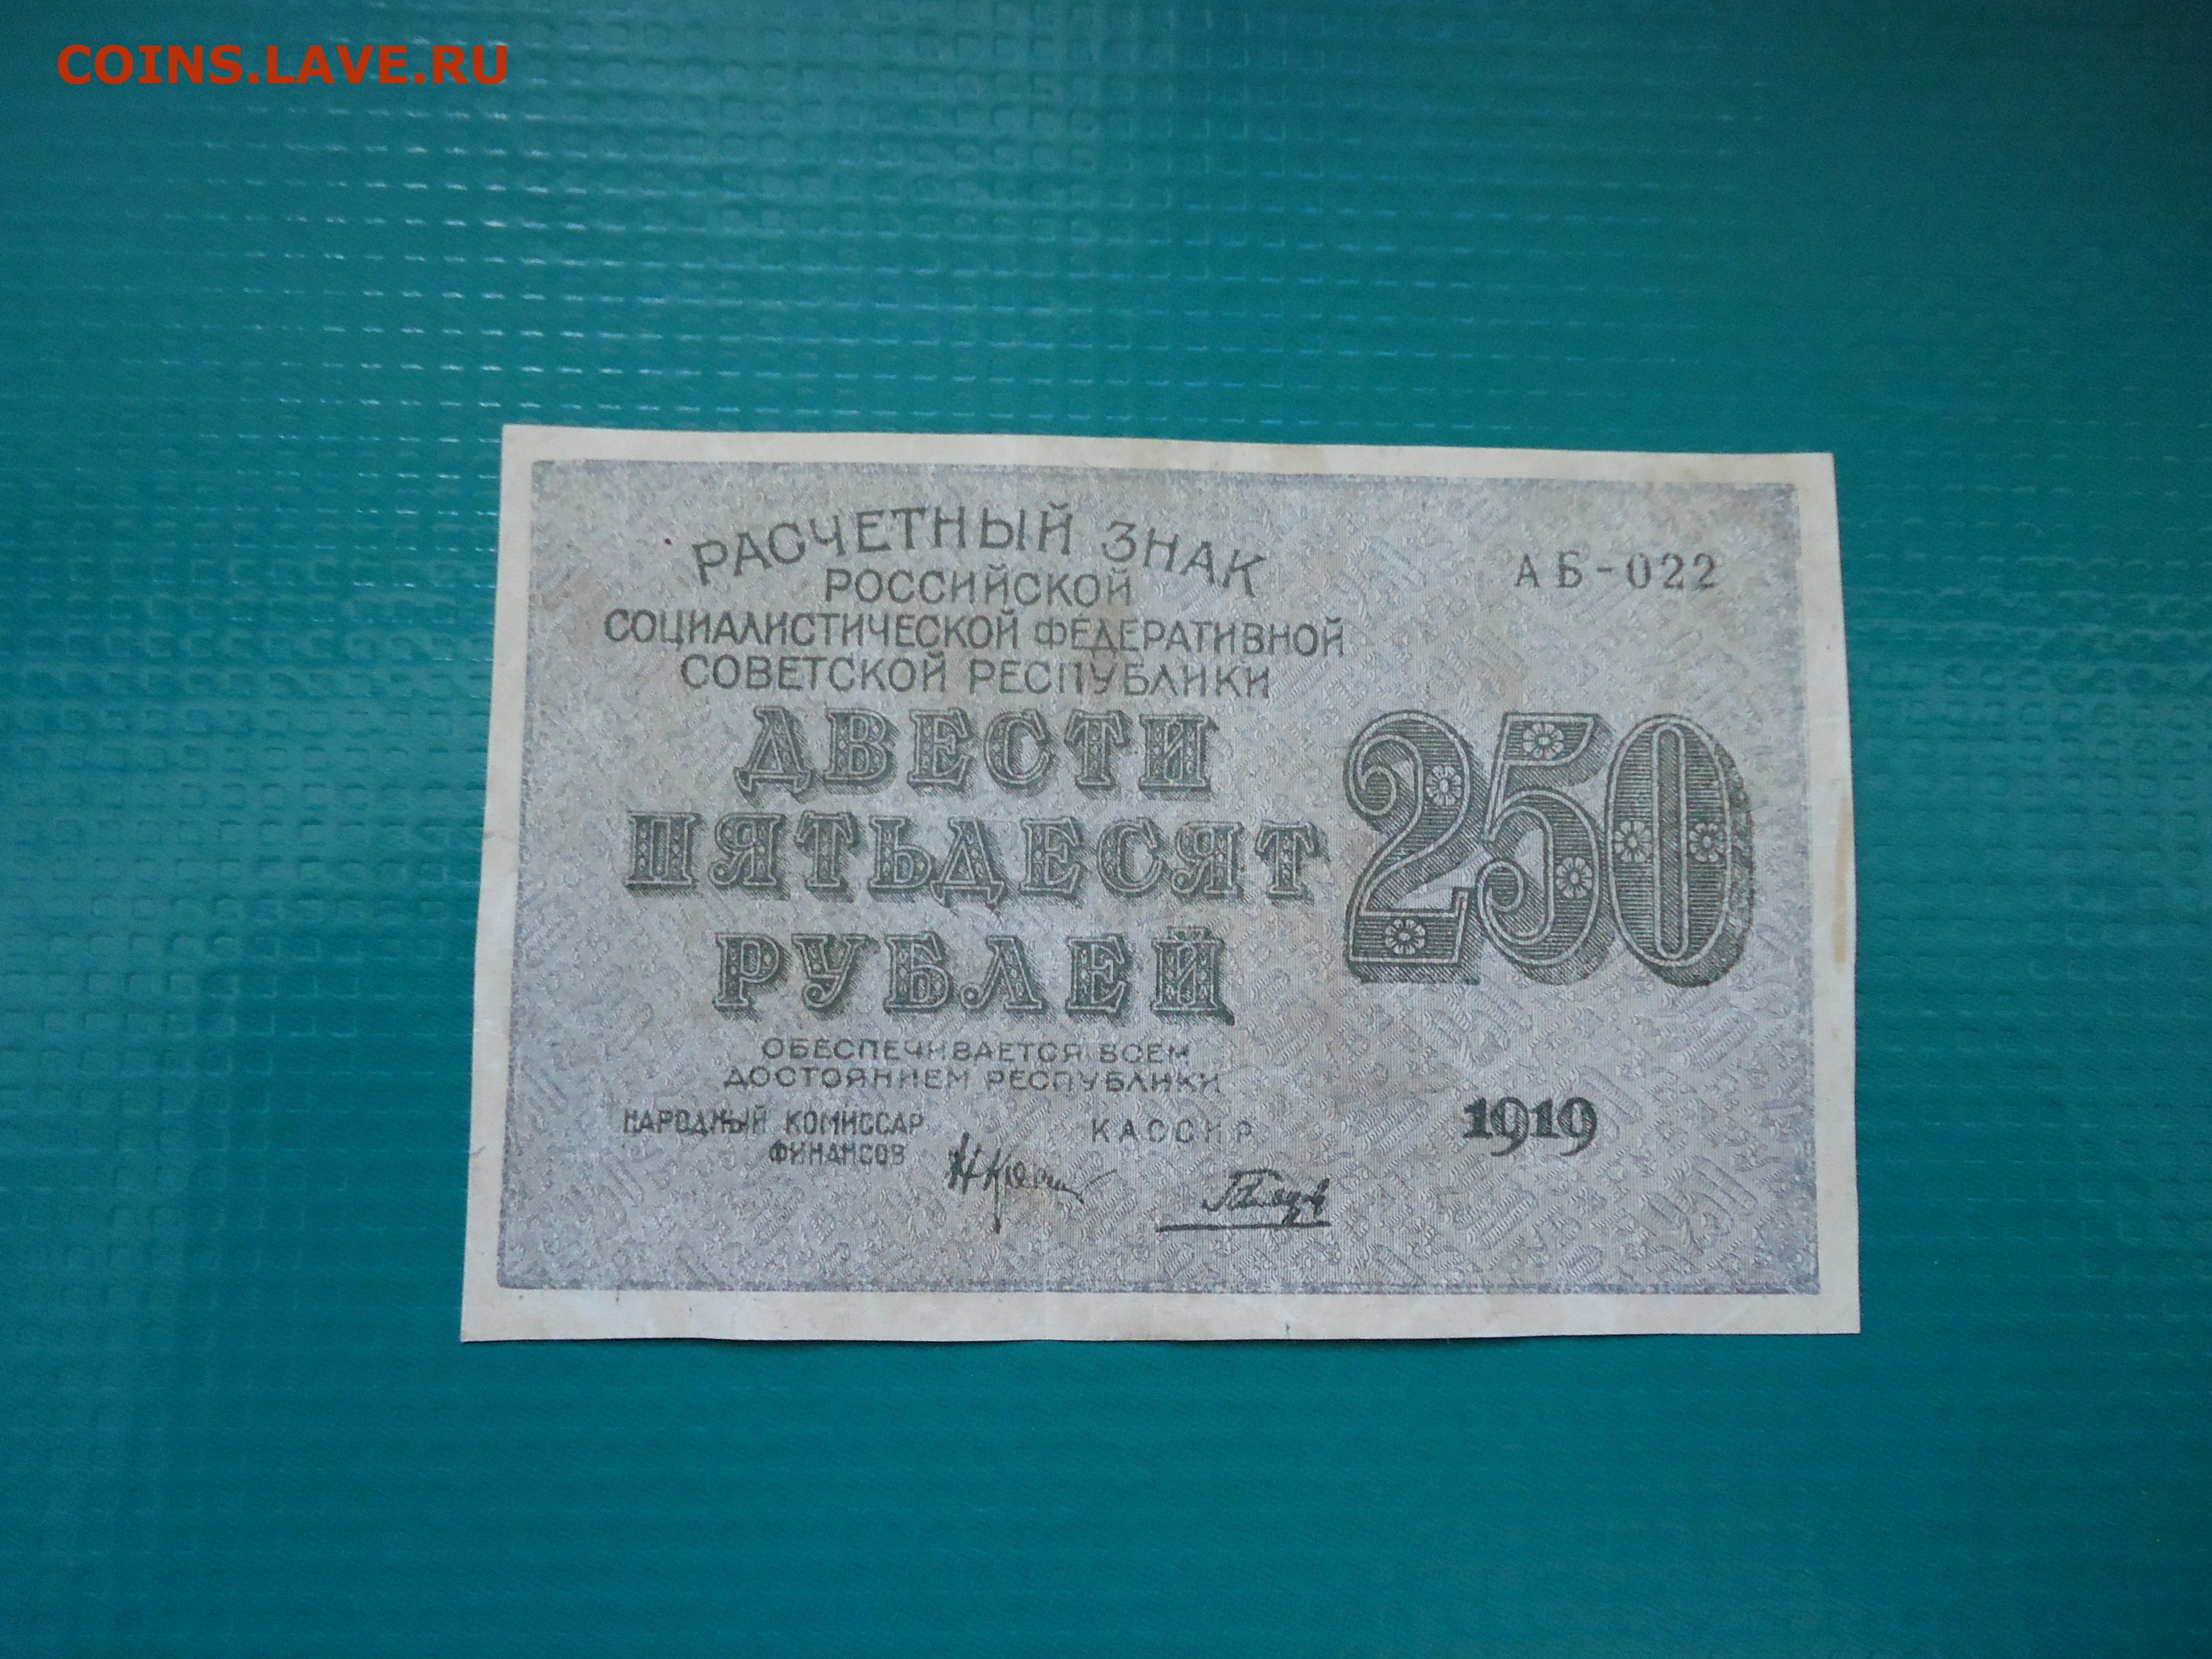 COINS.LAVE.RU
РАСЧЕТНЫЙ ЗНАК
РОССИЙСКОЙ
СОЦИАЛИСТИЧЕСКОЙ ФЕДЕРАТИВНОЙ
СОВЕТСКОЙ РЕСПУБЛИКИ
АБ-022
ДВЕСТИ
ПЯТЬДЕСЯТ
РУБЛЕЙ
250
ОБЕСПЕЧИВАЕТСЯ ВСЕМ
ДОСТОЯНИЕМ РЕСПУБЛИКИ
НАРОДНЫЙ КОМИССАР
ФИНАНСОВ
КАССИР
1919